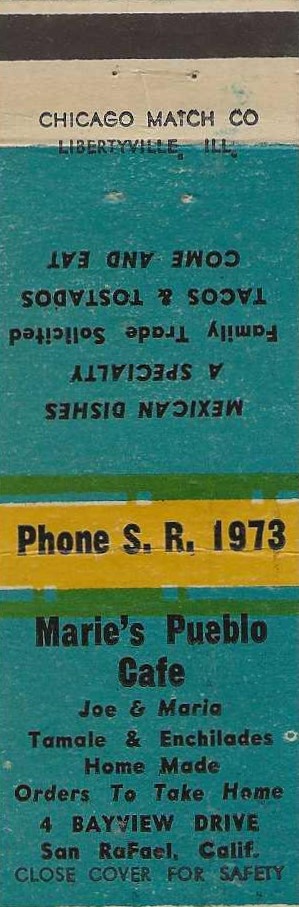 CHICAGO MATCH CO
LIBERTYVILLE, ILL.
MEXICAN DISHES
A SPECIALTY
Family Trade Solicited
TACOS & TOSTADOS
COME AND EAT
Phone S. R. 1973
Marie's Pueblo
Cafe
Joe & Maria
Tamale & Enchilades
Home Made
Orders To Take Home
4 BAYVIEW DRIVE
San RaFael, Calif.
CLOSE COVER FOR SAFETY